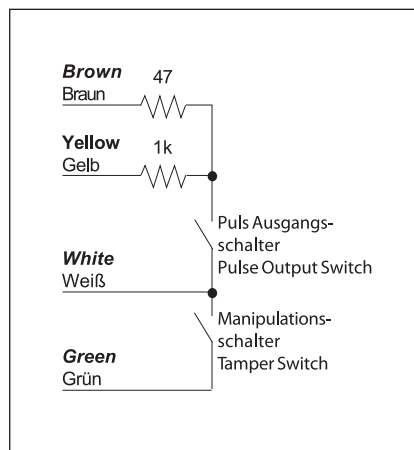 Brown
Braun
47
Yellow
Gelb
1k
Puls Ausgangs-
schalter
Pulse Output Switch
White
Weiß
Manipulations-
schalter
Tamper Switch
Green
Grün